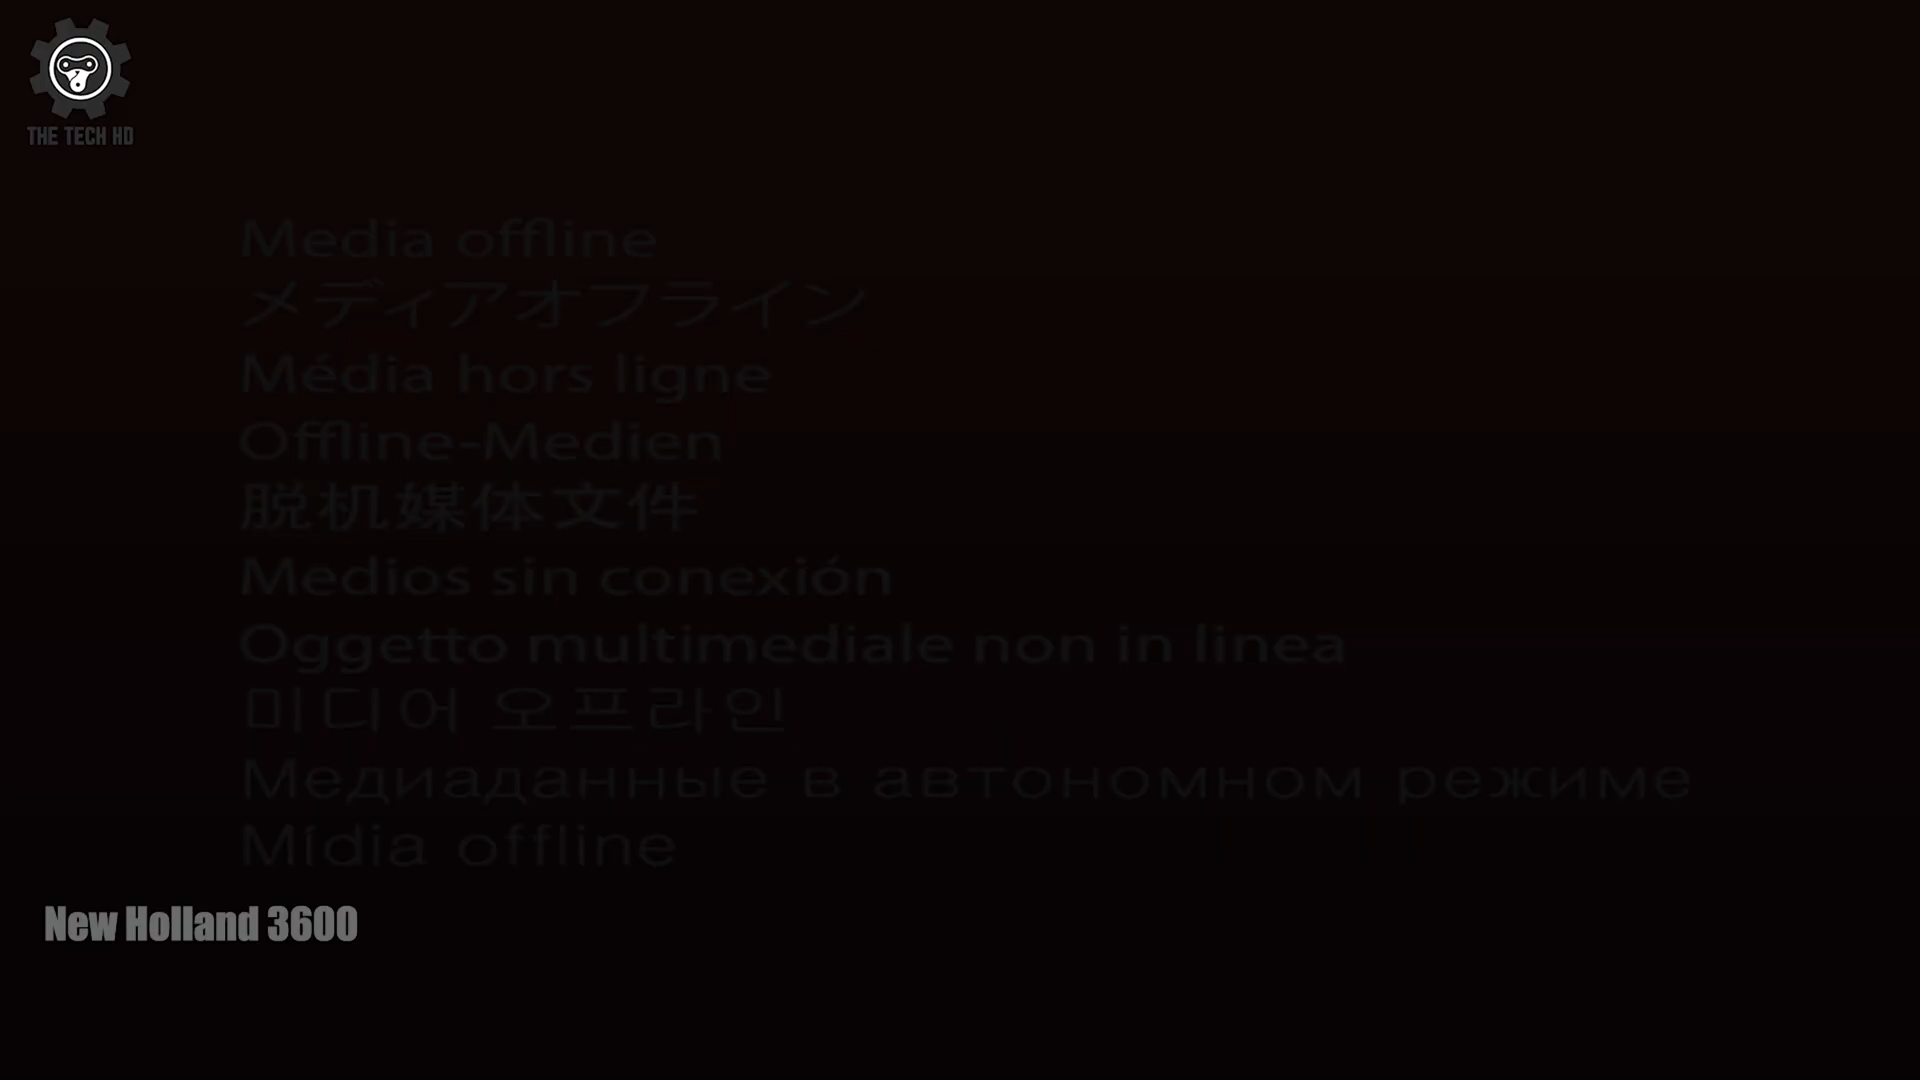 THE TECH HD
Media offline
メディアオフライン
Média hors ligne
Offline-Medien
脱机媒体文件
Medios sin conexión
Oggetto multimediale non in linea
미디어 오프라인
Медиаданные в автономном режиме
Mídia offline
New Holland 3600